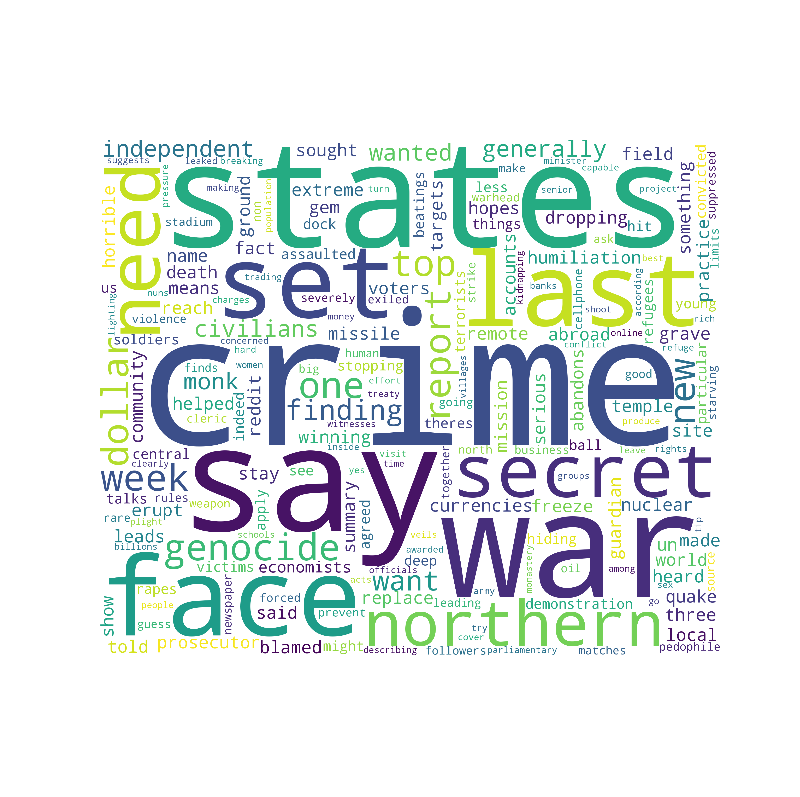 independent
sought
wanted
generally
field
suggests
leaked
breaking
states
make
minister
capable
need
last
horrible
pressure
making
turn
extreme
gem
beatings
less
warhead
senior
project
something
suppressed
convicted
stadium
non
population
ground
dock
targets
hopes
things
dropping
hit
limits
name
fact
assaulted
set
top
accounts
humiliation
ask
practice
death
trading
voters
strike
best
us
means
charges
severely
exiled
kidnapping
banks
cellphone
shoot
according
young
lighting
nuns
violence
reach
money
report
terrorists
online
refugees
rich
dollar
soldiers
concerned
civilians
missile
remote
abroad
grave
crime
conflict
new
particular
starving
community
finds
hard
women
human
stopping
big
effort
treaty
villages
going
mission
serious
abandons
refuge
good
temple
monk
one
helped
cleric
indeed
reddit
finding
witnesses
theres
produce
site
winning
inside
north
business
leave
rights
week
central
clearly
stay
see
yes
visit
time
say
together
ball
among
groups
secret
talks
rules
weapon
apply
summary
agreed
currencies
freeze
nuclear
guardian
erupt
rare
plight
leads
billions
genocide
schools
awarded
deep
war
hiding
oil
un
made
world
source
face
victims
economists
officials
want
monastery
sex
heard
show
rapes
people
guess
newspaper
forced
acts
said
prevent
replace
leading
army
demonstration
go
quake
three
northern
try
cover
local
told
prosecutor
blamed
might
describing
followers
parliamentary
matches
pedophile